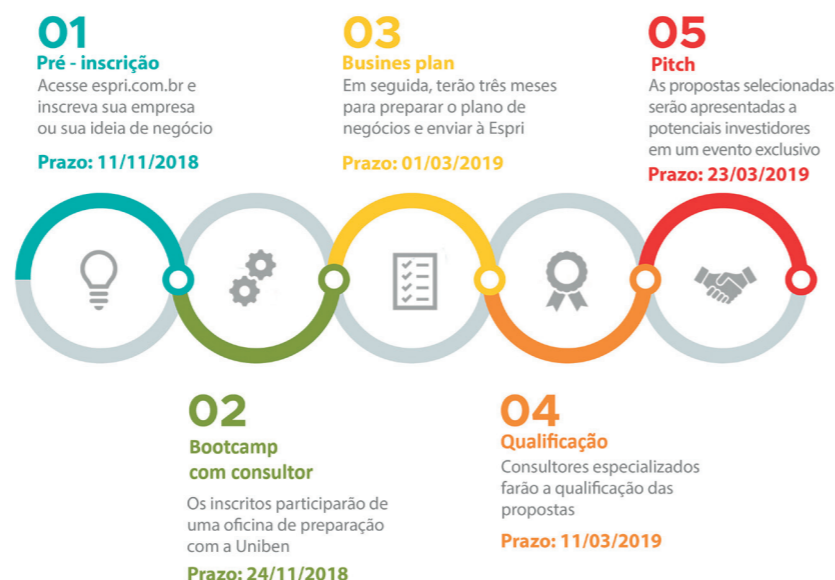 01
Pré - inscrição
Acesse espri.com.br e
inscreva sua empresa
ou sua ideia de negócio
Prazo: 11/11/2018
03
Busines plan
Em seguida, terão três meses
para preparar o plano de
negócios e enviar à Espri
Prazo: 01/03/2019
05
Pitch
As propostas selecionadas
serão apresentadas a
potenciais investidores
em um evento exclusivo
Prazo: 23/03/2019
02
Bootcamp
com consultor
Os inscritos participarão de
uma oficina de preparação
com a Uniben
Prazo: 24/11/2018
04
Qualificação
Consultores especializados
farão a qualificação das
propostas
Prazo: 11/03/2019